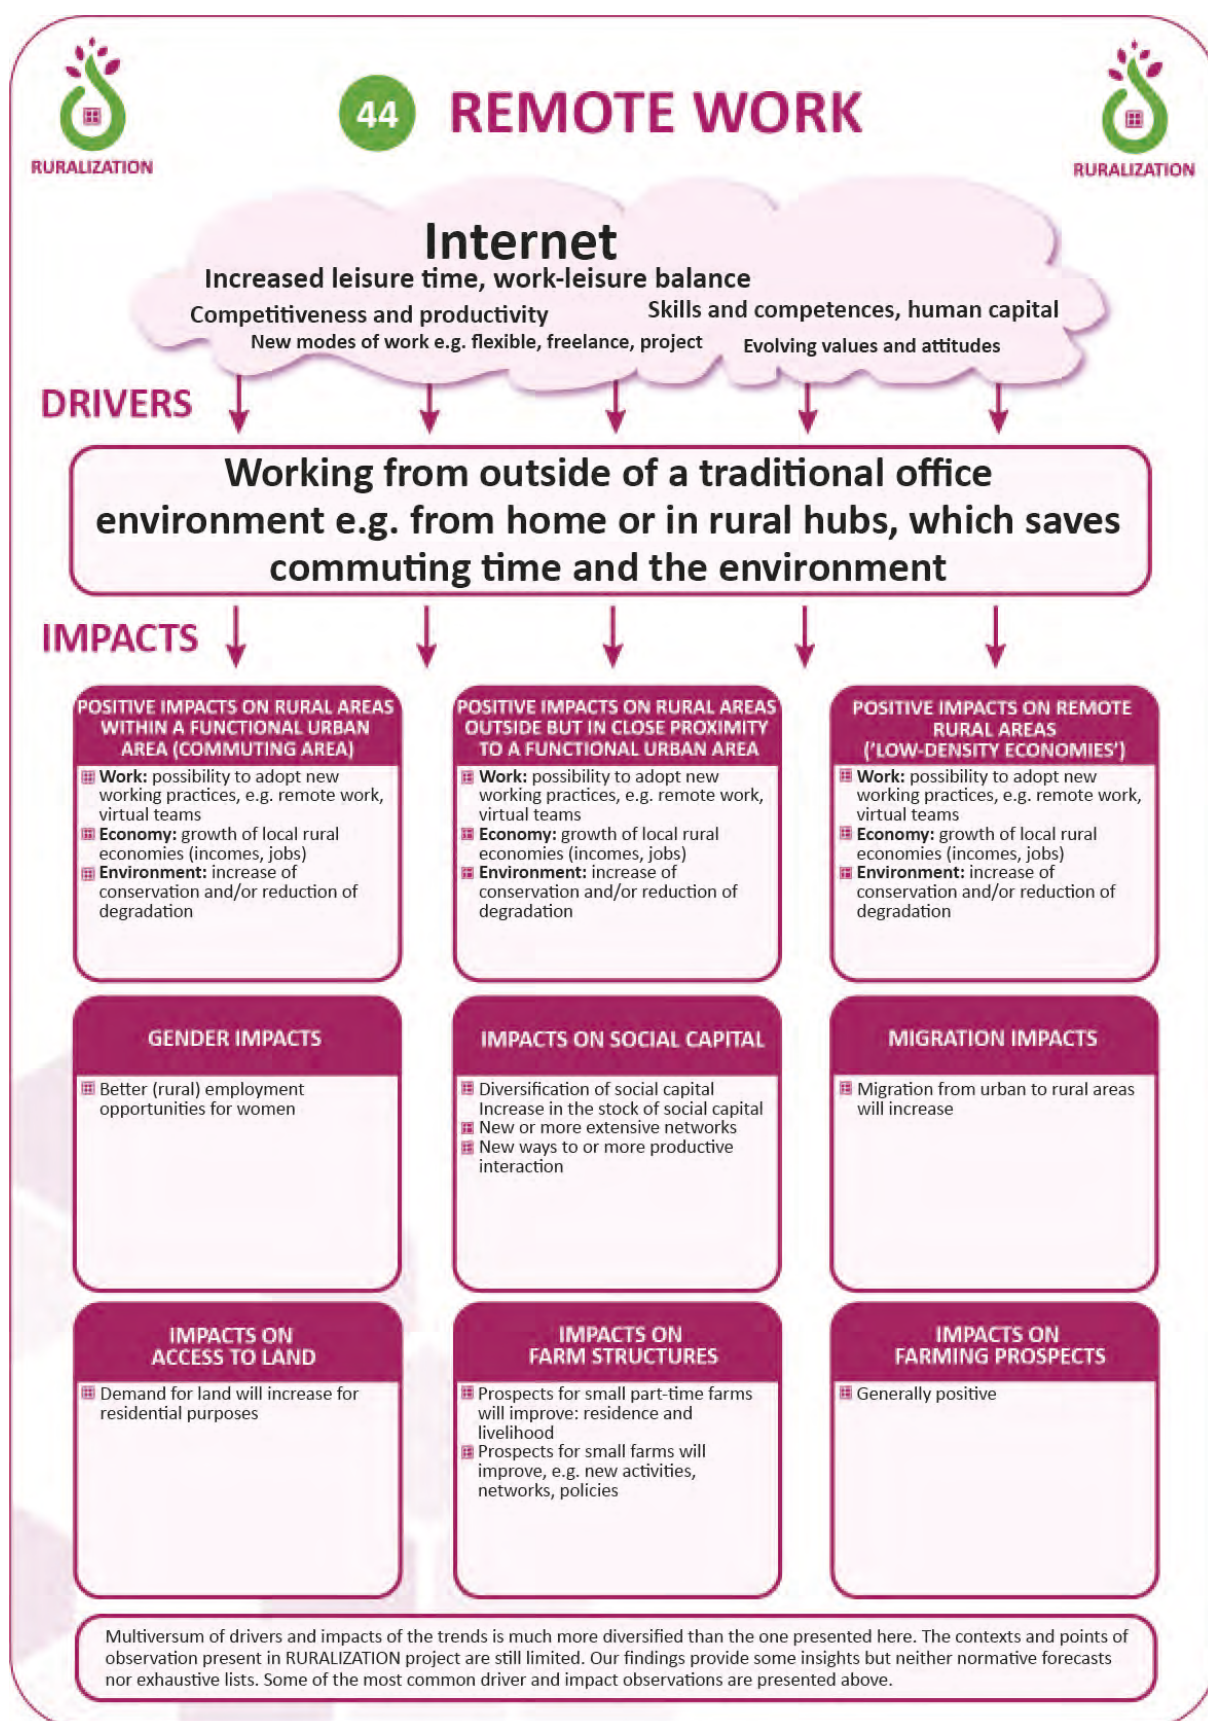 44 REMOTE WORK
RURALIZATION
RURALIZATION
Internet
Increased leisure time, work-leisure balance
Competitiveness and productivity
Skills and competences, human capital
New modes of work e.g. flexible, freelance, project
Evolving values and attitudes
DRIVERS
Working from outside of a traditional office
environment e.g. from home or in rural hubs, which saves
commuting time and the environment
IMPACTS
POSITIVE IMPACTS ON RURAL AREAS
WITHIN A FUNCTIONAL URBAN
AREA (COMMUTING AREA)
Work: possibility to adopt new
working practices, e.g. remote work,
virtual teams
Economy: growth of local rural
economies (incomes, jobs)
Environment: increase of
conservation and/or reduction of
degradation
POSITIVE IMPACTS ON RURAL AREAS
OUTSIDE BUT IN CLOSE PROXIMITY
TO A FUNCTIONAL URBAN AREA
Work: possibility to adopt new
working practices, e.g. remote work,
virtual teams
Economy: growth of local rural
economies (incomes, jobs)
Environment: increase of
conservation and/or reduction of
degradation
POSITIVE IMPACTS ON REMOTE
RURAL AREAS
('LOW-DENSITY ECONOMIES')
Work: possibility to adopt new
working practices, e.g. remote work,
virtual teams
Economy: growth of local rural
economies (incomes, jobs)
Environment: increase of
conservation and/or reduction of
degradation
GENDER IMPACTS
Better (rural) employment
opportunities for women
IMPACTS ON SOCIAL CAPITAL
Diversification of social capital
Increase in the stock of social capital
New or more extensive networks
New ways to or more productive
interaction
MIGRATION IMPACTS
Migration from urban to rural areas
will increase
IMPACTS ON
ACCESS TO LAND
Demand for land will increase for
residential purposes
IMPACTS ON
FARM STRUCTURES
Prospects for small part-time farms
will improve: residence and
livelihood
Prospects for small farms will
improve, e.g. new activities,
networks, policies
IMPACTS ON
FARMING PROSPECTS
Generally positive
Multiversum of drivers and impacts of the trends is much more diversified than the one presented here. The contexts and points of
observation present in RURALIZATION project are still limited. Our findings provide some insights but neither normative forecasts
nor exhaustive lists. Some of the most common driver and impact observations are presented above.